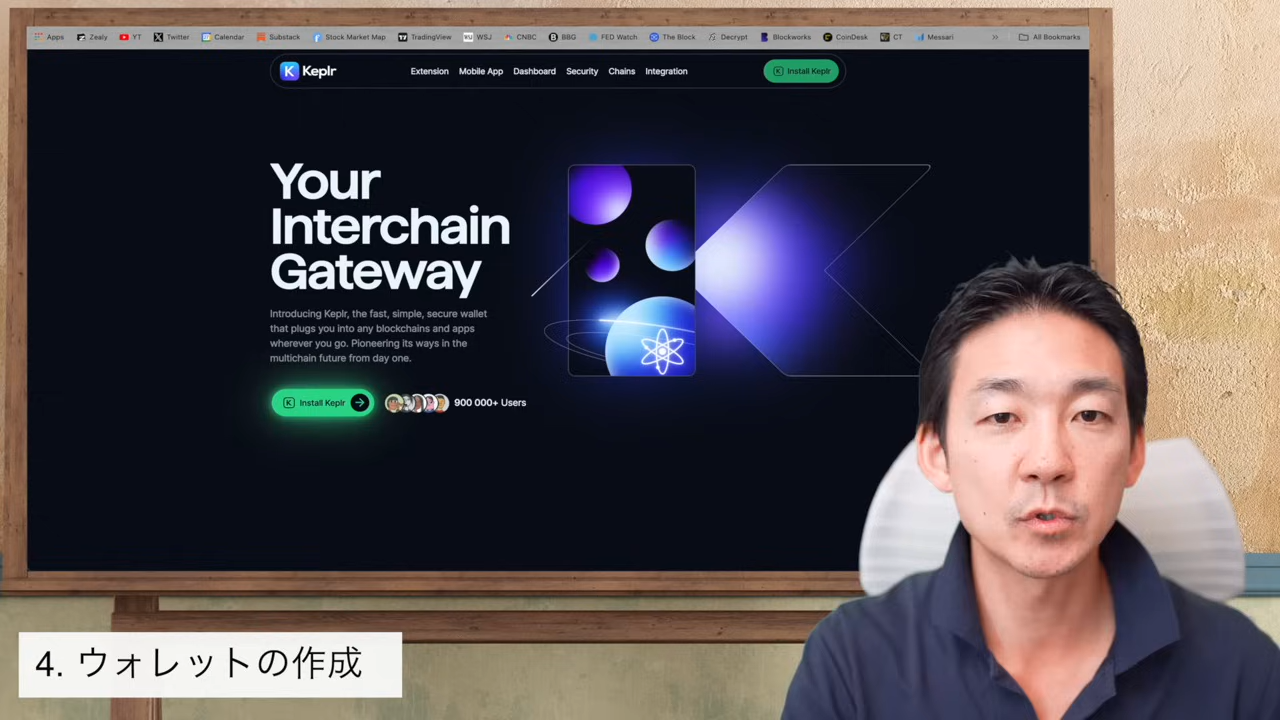 Apps Zealy YT Twitter Calendar Substack Stock Market Map TradingView WSJ CNBC BBG FED Watch The Block Decrypt Blockworks CoinDesk CT Messari » All Bookmarks
K Keplr Extension Mobile App Dashboard Security Chains Integration K Install Keplr
Your
Interchain
Gateway
Introducing Keplr, the fast, simple, secure wallet
that plugs you into any blockchains and apps
wherever you go. Pioneering its ways in the
multichain future from day one.
K Install Keplr 900 000+ Users
4. ウォレットの作成